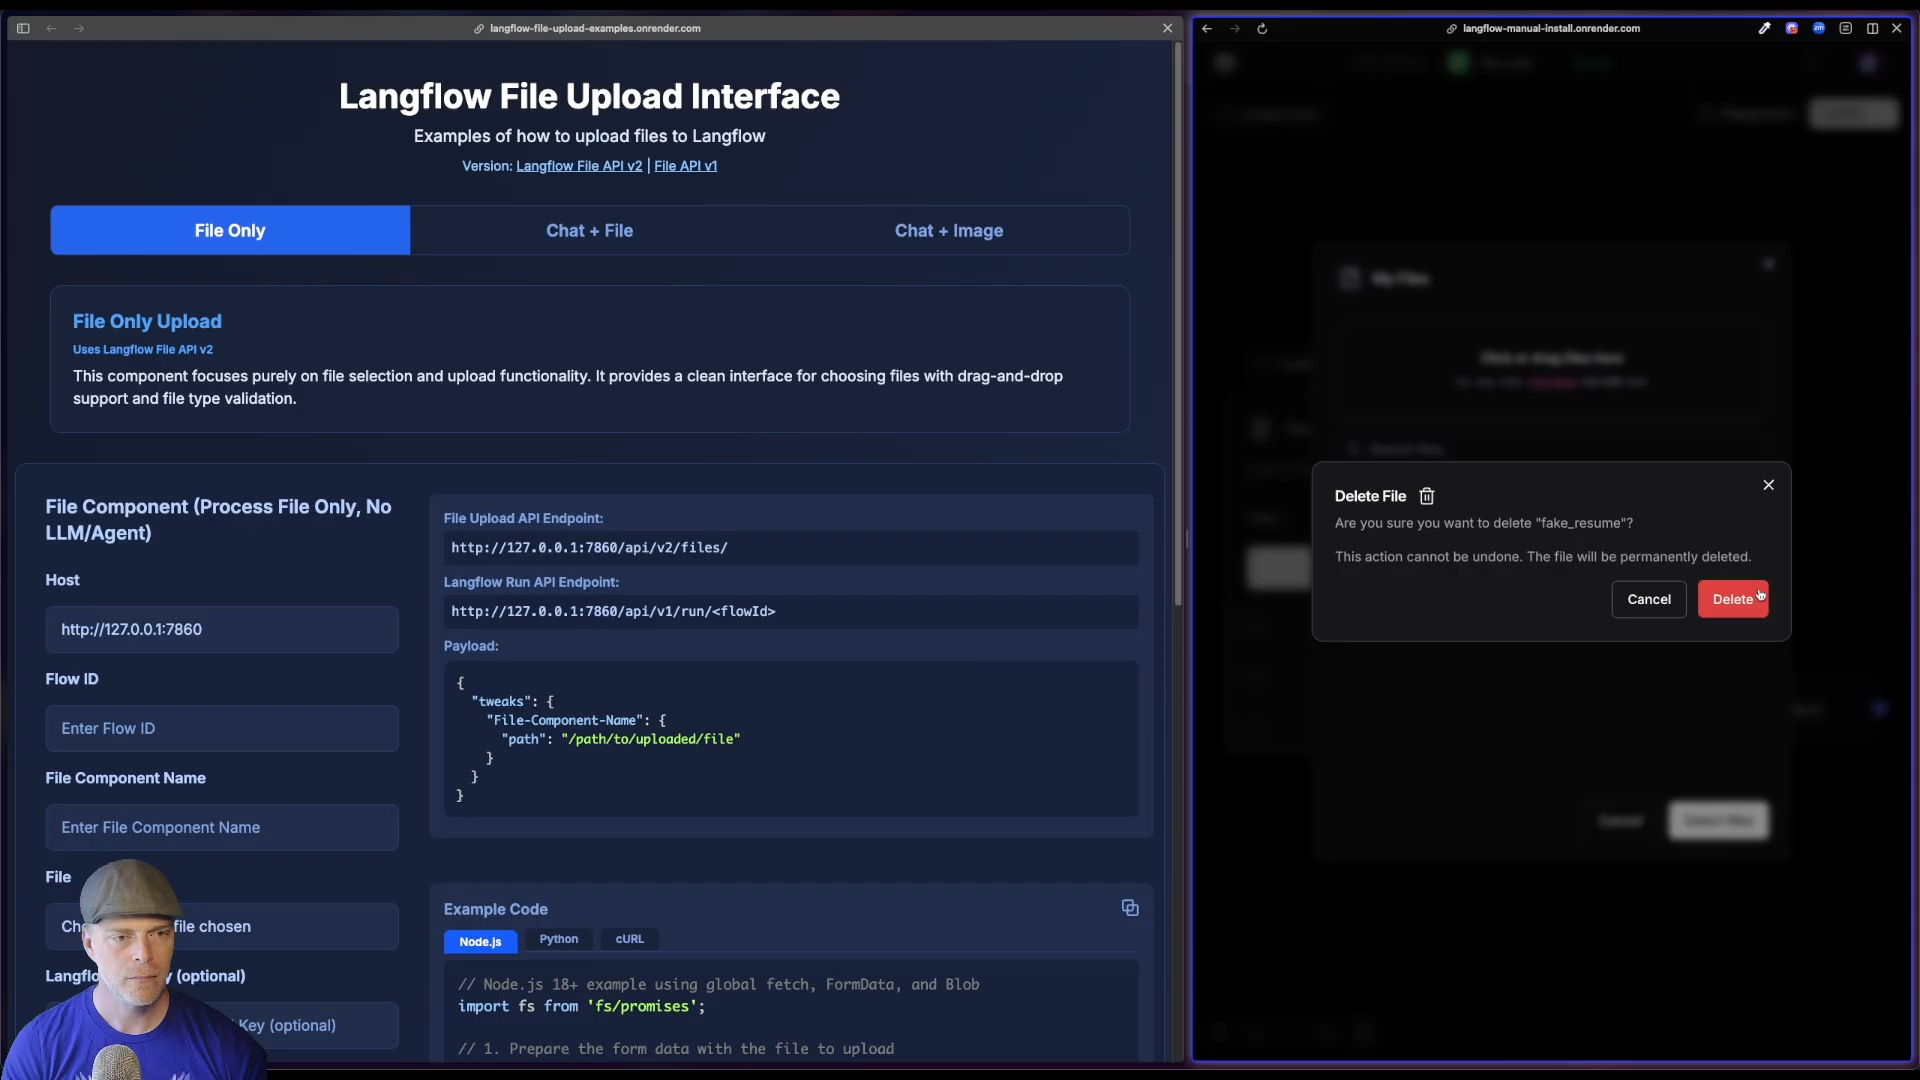 langflow-file-upload-examples.onrender.com
Langflow File Upload Interface
Examples of how to upload files to Langflow
Version: Langflow File API v2 | File API v1
File Only
Chat + File
Chat + Image
File Only Upload
Uses Langflow File API v2
This component focuses purely on file selection and upload functionality. It provides a clean interface for choosing files with drag-and-drop
support and file type validation.
File Component (Process File Only, No
LLM/Agent)
Host
http://127.0.0.1:7860
Flow ID
Enter Flow ID
File Component Name
Enter File Component Name
File
file chosen
(optional)
Key (optional)
File Upload API Endpoint:
http://127.0.0.1:7860/api/v2/files/
Langflow Run API Endpoint:
http://127.0.0.1:7860/api/v1/run/<flowId>
Payload:
{
"tweaks": {
"File-Component-Name": {
"path": "/path/to/uploaded/file"
}
}
}
Example Code
Node.js
Python
cURL
// Node.js 18+ example using global fetch, FormData, and Blob
import fs from 'fs/promises';
// 1. Prepare the form data with the file to upload
langflow-manual-install.onrender.com
My Files
Click or drag files here
Delete File
Are you sure you want to delete "fake_resume"?
This action cannot be undone. The file will be permanently deleted.
Cancel
Delete
Cancel